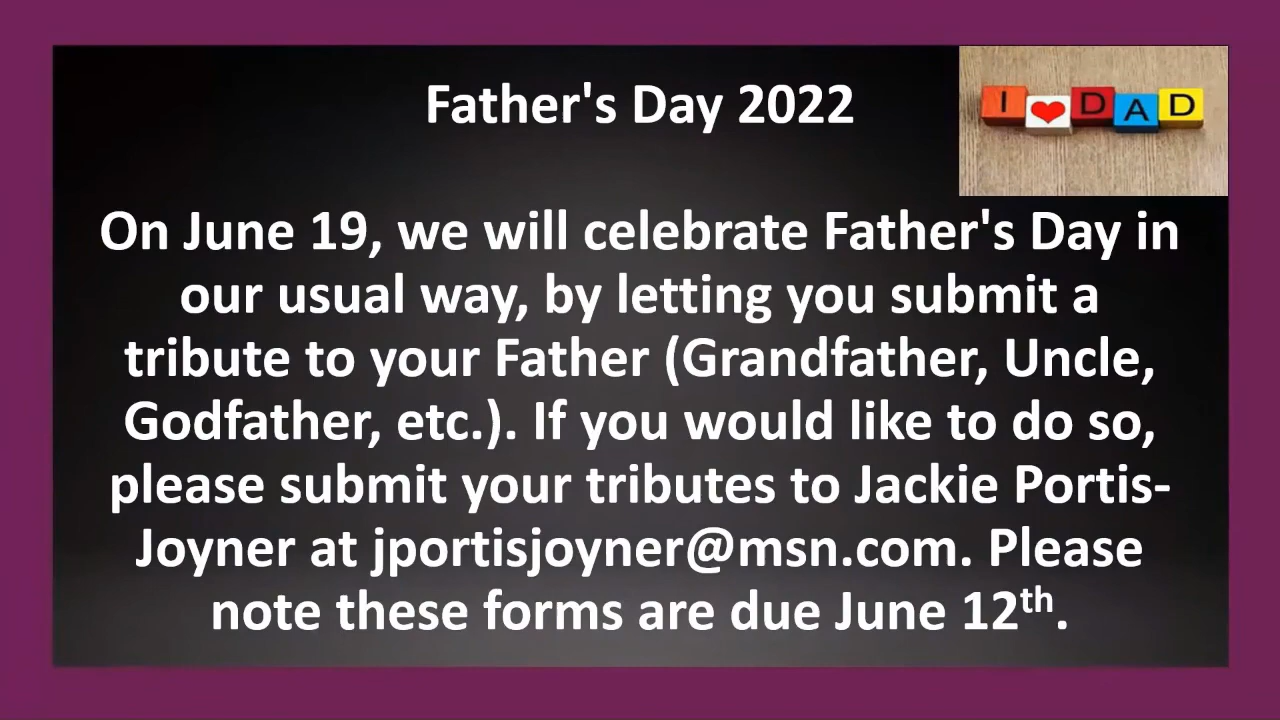 Father's Day 2022
I ❤ DAD
On June 19, we will celebrate Father's Day in
our usual way, by letting you submit a
tribute to your Father (Grandfather, Uncle,
Godfather, etc.). If you would like to do so,
please submit your tributes to Jackie Portis-
Joyner at jportisjoyner@msn.com. Please
note these forms are due June 12th.